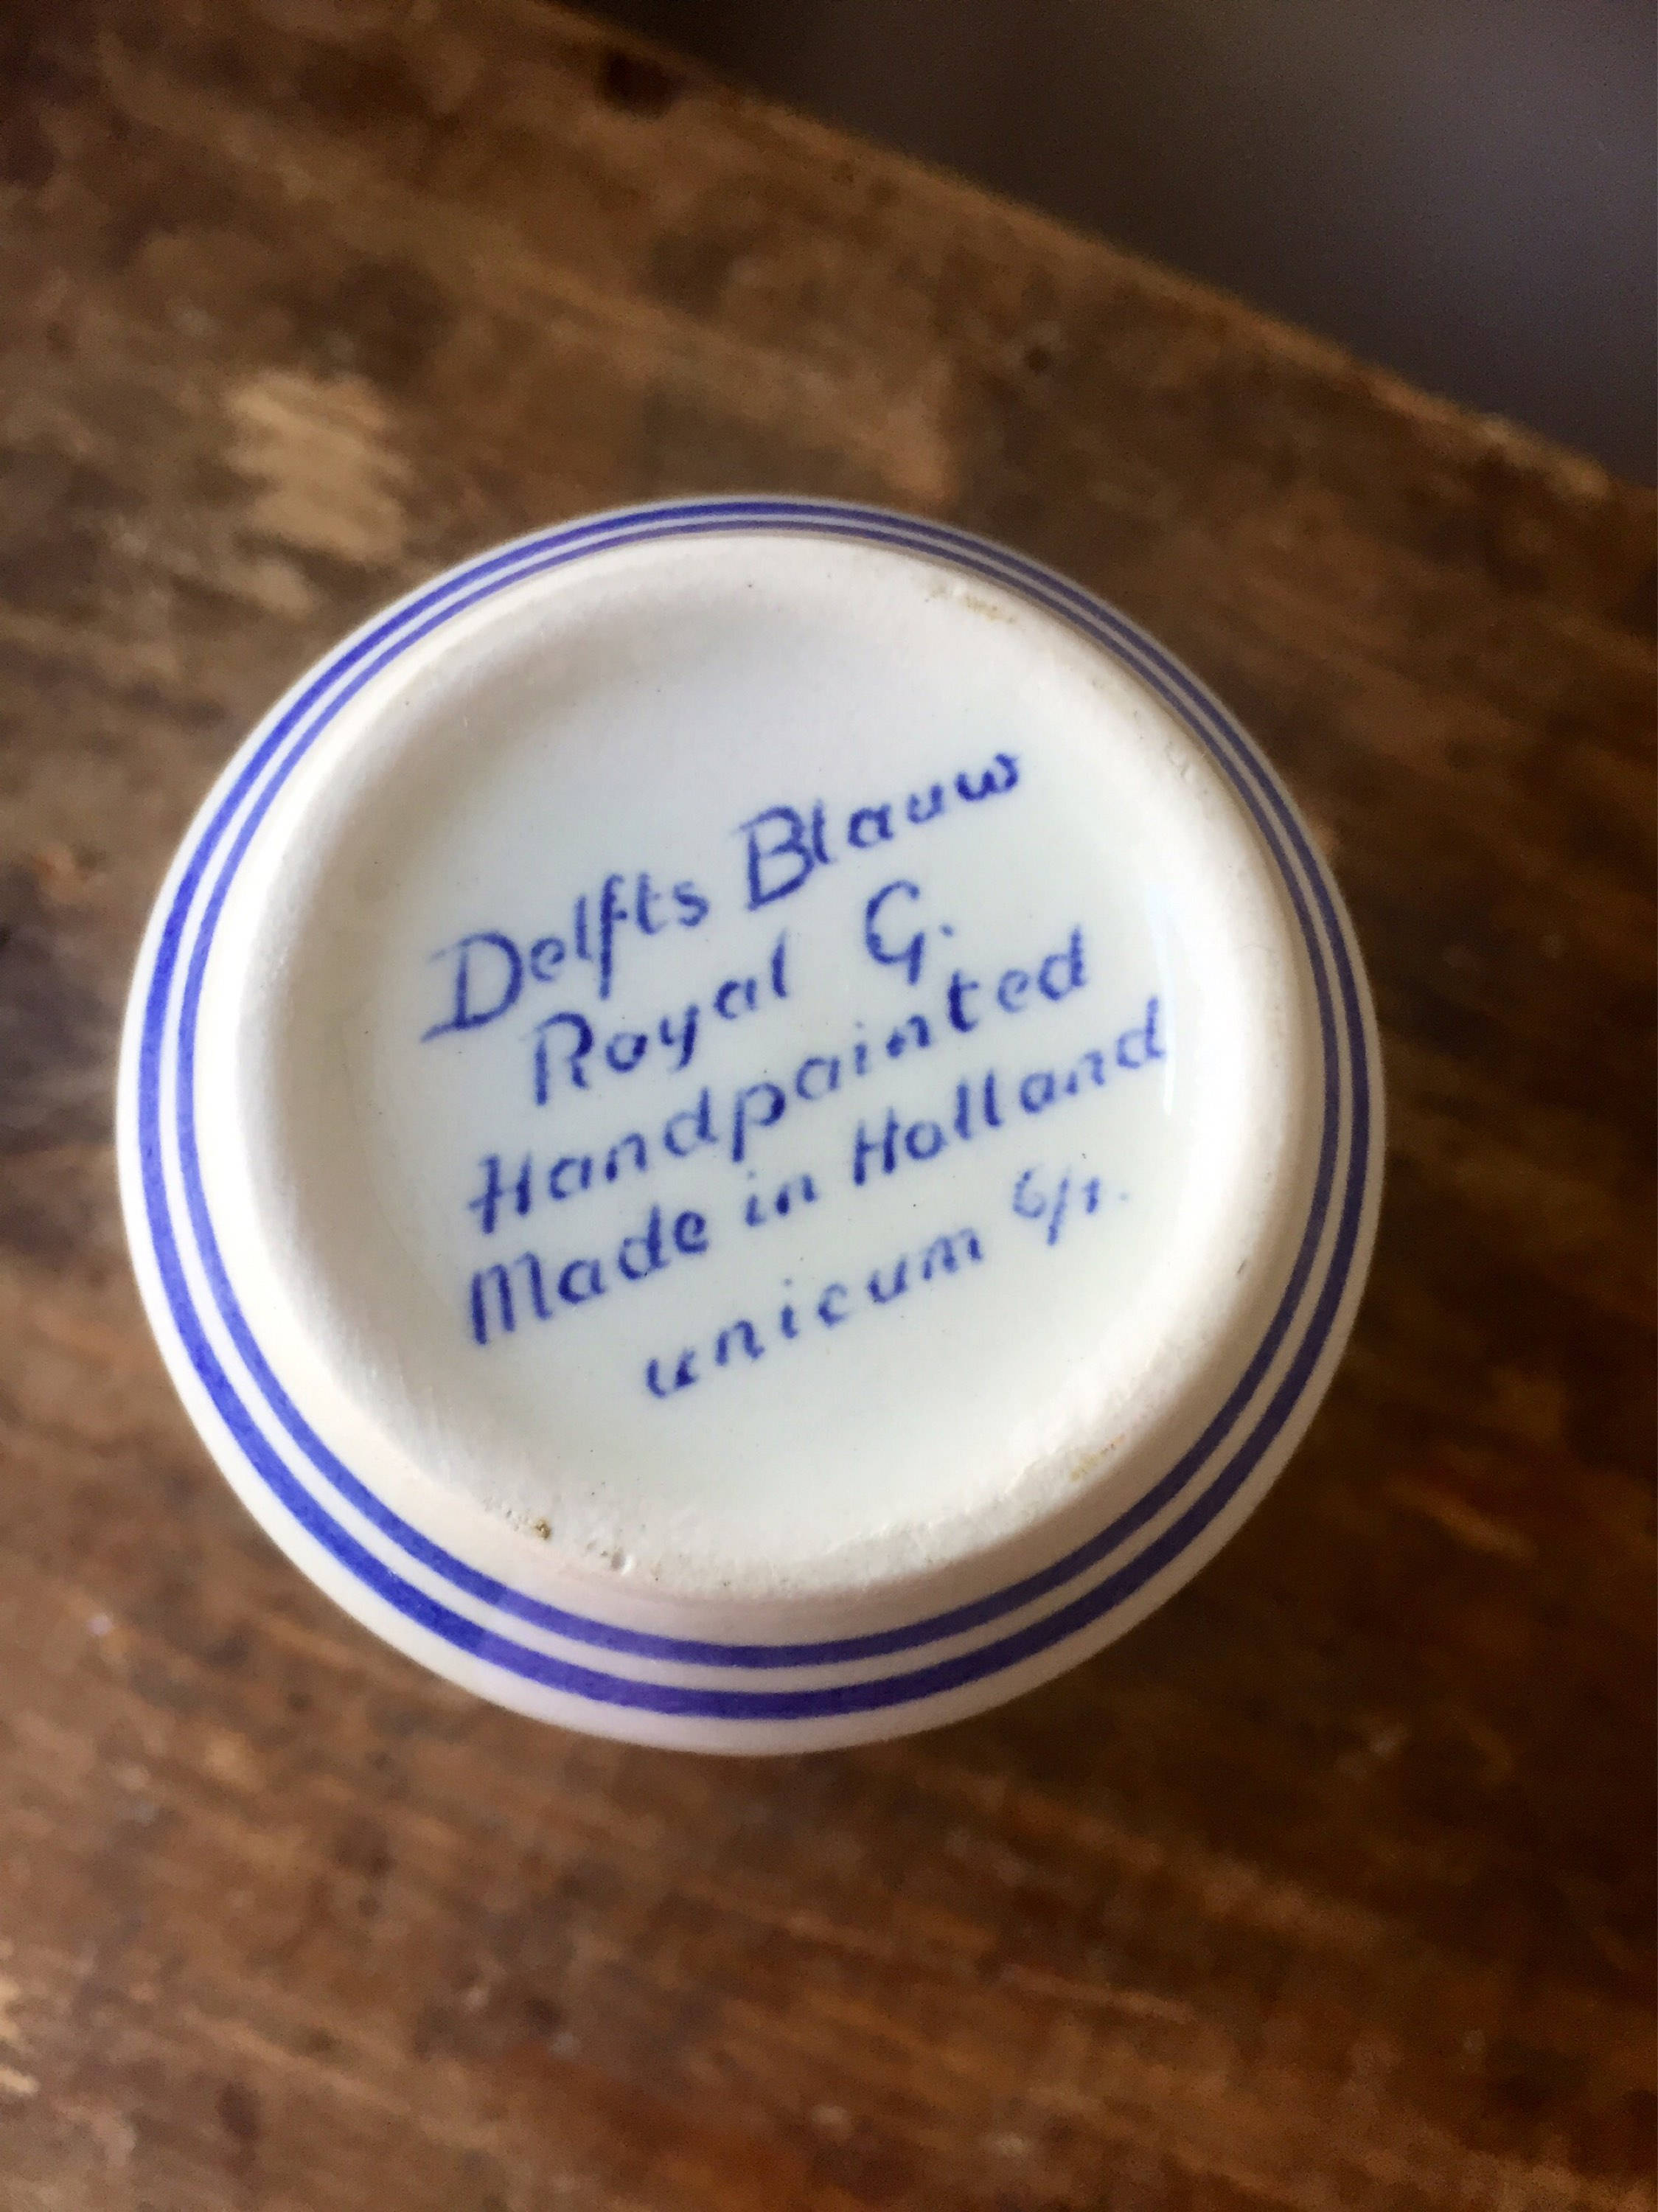 Delfts Blauw
Royal G.
Handpainted
Made in Holland
unicum 6/1.